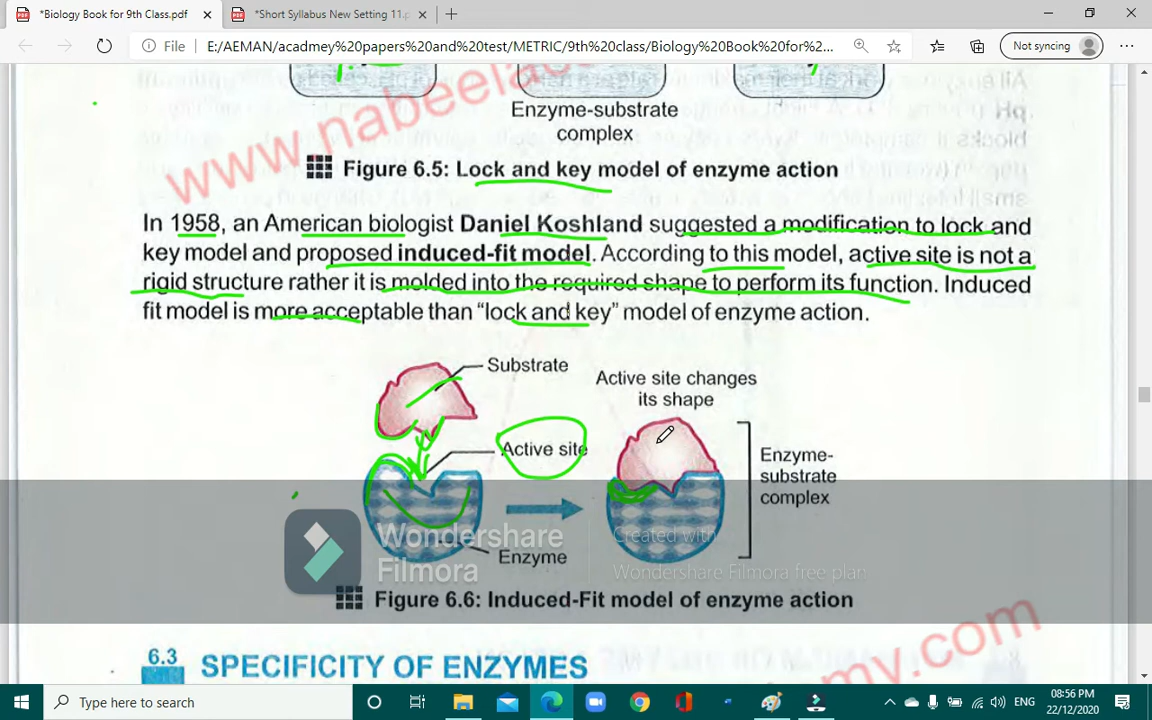 *Biology Book for 9th Class.pdf
*Short Syllabus New Setting 11.p
File
E:/AEMAN/acadmey%20papers%20and%20test/METRIC/9th%20class/Biology%20Book%20for%2...
Not syncing
www.nabeel
Enzyme-substrate
complex
Figure 6.5: Lock and key model of enzyme action
In 1958, an American biologist Daniel Koshland suggested a modification to lock and
key model and proposed induced-fit model. According to this model, active site is not a
rigid structure rather it is molded into the required shape to perform its function. Induced
fit model is more acceptable than “lock and key” model of enzyme action.
Substrate
Active site changes
its shape
Active site
Enzyme-
substrate
complex
Wondershare
Filmora
Created with
Wondershare Filmora free plan
Enzyme
Figure 6.6: Induced-Fit model of enzyme action
my.com
6.3 SPECIFICITY OF ENZYMES
Type here to search
ENG
08:56 PM
22/12/2020